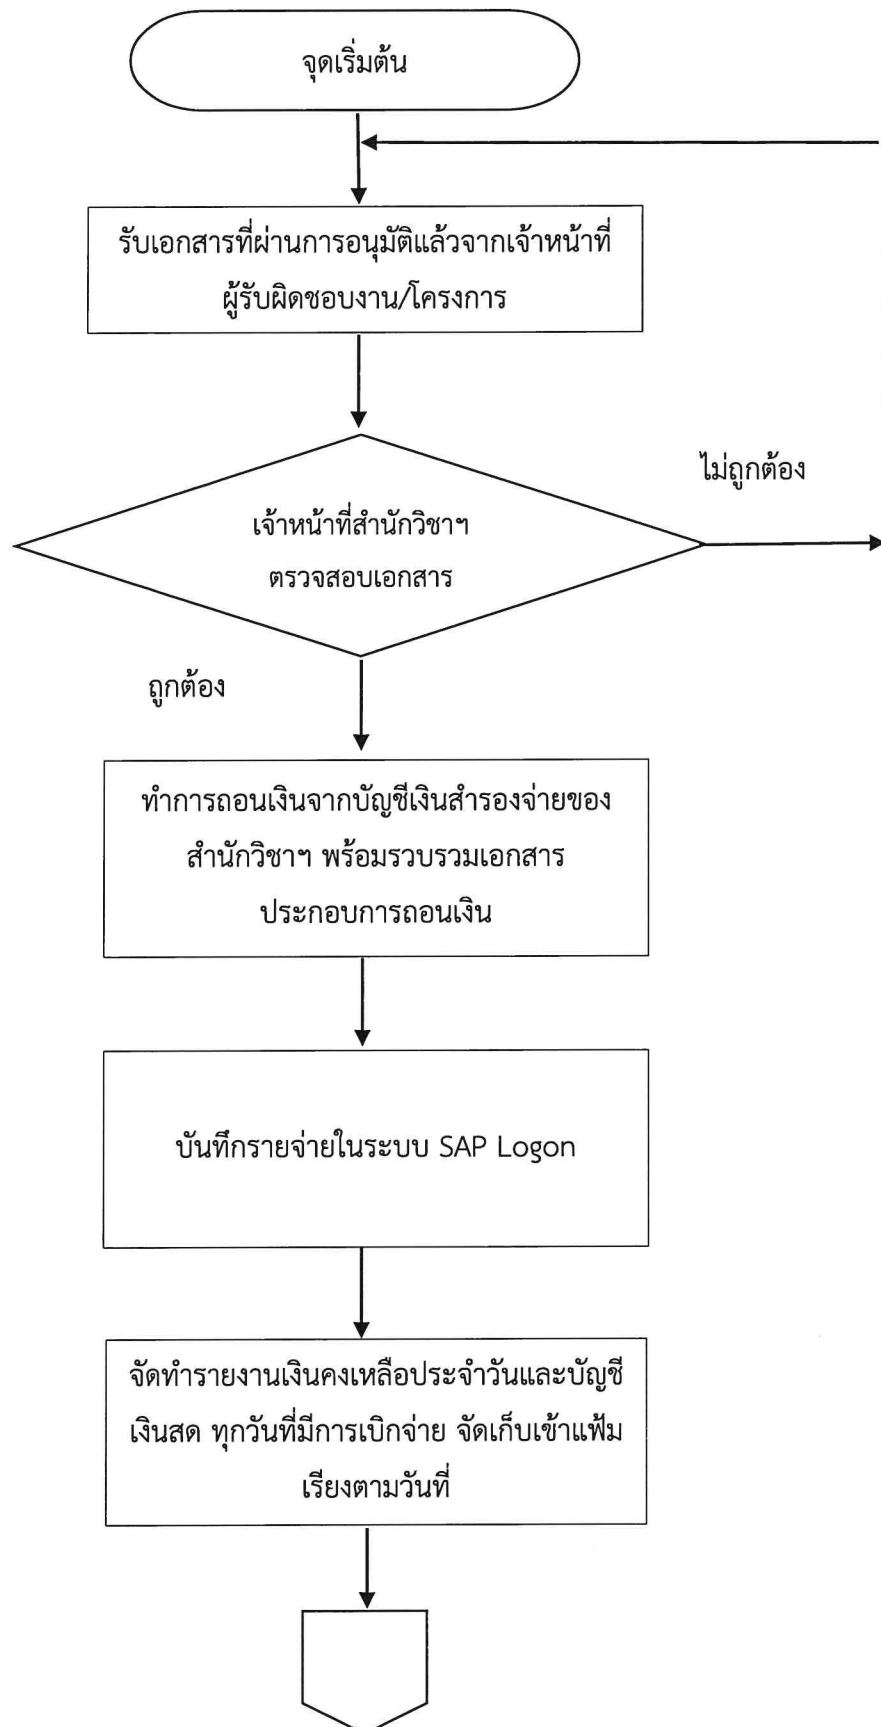 จุดเริ่มต้น
รับเอกสารที่ผ่านการอนุมัติแล้วจากเจ้าหน้าที่
ผู้รับผิดชอบงาน/โครงการ
ไม่ถูกต้อง
เจ้าหน้าที่สำนักวิชาฯ
ตรวจสอบเอกสาร
ถูกต้อง
ทำการถอนเงินจากบัญชีเงินสำรองจ่ายของ
สำนักวิชาฯ พร้อมรวบรวมเอกสาร
ประกอบการถอนเงิน
บันทึกรายจ่ายในระบบ SAP Logon
จัดทำรายงานเงินคงเหลือประจำวันและบัญชี
เงินสด ทุกวันที่มีการเบิกจ่าย จัดเก็บเข้าแฟ้ม
เรียงตามวันที่